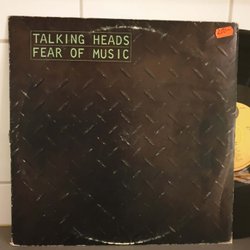 TALKING HEADS
FEAR OF MUSIC